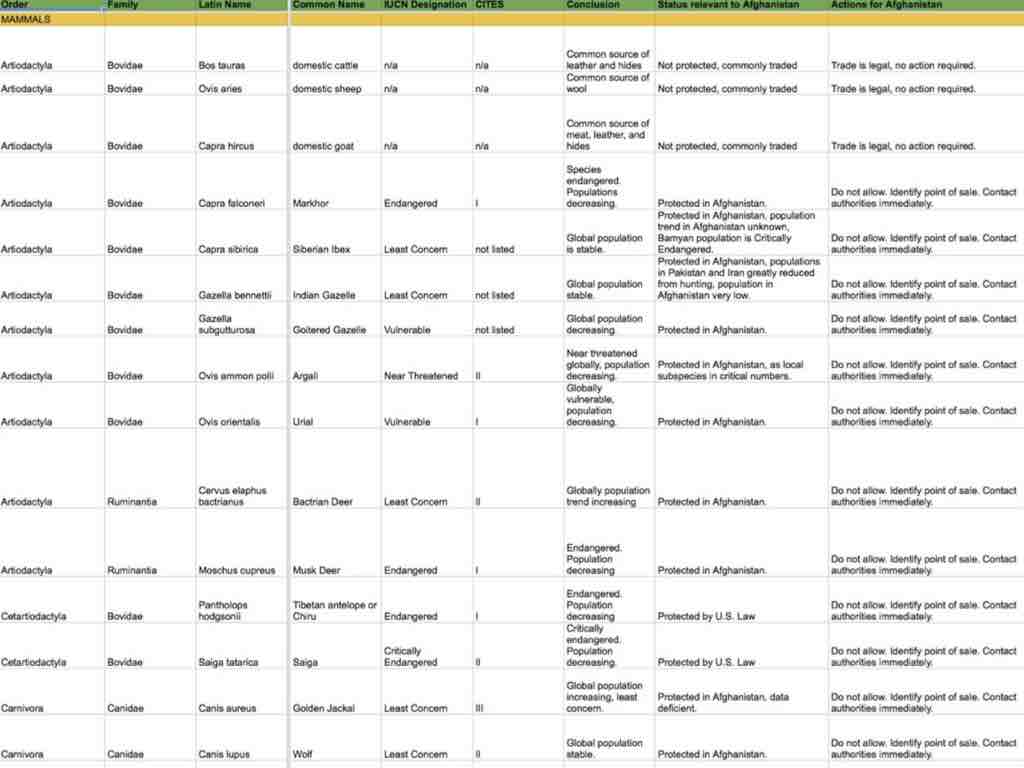 Order Family Latin Name Common Name IUCN Designation CITES Conclusion Status relevant to Afghanistan Actions for Afghanistan
MAMMALS
Artiodactyla Bovidae Bos tauras domestic cattle n/a n/a Common source of leather and hides Not protected, commonly traded Trade is legal, no action required.
Artiodactyla Bovidae Ovis aries domestic sheep n/a n/a Common source of wool Not protected, commonly traded Trade is legal, no action required.
Artiodactyla Bovidae Capra hircus domestic goat n/a n/a Common source of meat, leather, and hides Not protected, commonly traded Trade is legal, no action required.
Artiodactyla Bovidae Capra falconeri Markhor Endangered I Species endangered. Populations decreasing. Protected in Afghanistan. Do not allow. Identify point of sale. Contact authorities immediately.
Artiodactyla Bovidae Capra sibirica Siberian Ibex Least Concern not listed Global population is stable. Protected in Afghanistan, population trend in Afghanistan unknown, Bamyan population is Critically Endangered. Do not allow. Identify point of sale. Contact authorities immediately.
Artiodactyla Bovidae Gazella bennettii Indian Gazelle Least Concern not listed Global population stable. Protected in Afghanistan, populations in Pakistan and Iran greatly reduced from hunting, population in Afghanistan very low. Do not allow. Identify point of sale. Contact authorities immediately.
Artiodactyla Bovidae Gazella subgutturosa Goitered Gazelle Vulnerable not listed Global population decreasing. Protected in Afghanistan. Do not allow. Identify point of sale. Contact authorities immediately.
Artiodactyla Bovidae Ovis ammon polii Argali Near Threatened II Near threatened globally, population decreasing. Protected in Afghanistan, as local subspecies in critical numbers. Do not allow. Identify point of sale. Contact authorities immediately.
Artiodactyla Bovidae Ovis orientalis Urial Vulnerable I Globally vulnerable, population decreasing. Protected in Afghanistan. Do not allow. Identify point of sale. Contact authorities immediately.
Artiodactyla Ruminantia Cervus elaphus bactrianus Bactrian Deer Least Concern II Globally population trend increasing Protected in Afghanistan. Do not allow. Identify point of sale. Contact authorities immediately.
Artiodactyla Ruminantia Moschus cupreus Musk Deer Endangered I Endangered. Population decreasing Protected in Afghanistan. Do not allow. Identify point of sale. Contact authorities immediately.
Cetartiodactyla Bovidae Pantholops hodgsonii Tibetan antelope or Chiru Endangered I Endangered. Population decreasing Protected by U.S. Law Do not allow. Identify point of sale. Contact authorities immediately.
Cetartiodactyla Bovidae Saiga tatarica Saiga Critically Endangered II Critically endangered. Population decreasing. Protected by U.S. Law Do not allow. Identify point of sale. Contact authorities immediately.
Carnivora Canidae Canis aureus Golden Jackal Least Concern III Global population increasing, least concern. Protected in Afghanistan, data deficient. Do not allow. Identify point of sale. Contact authorities immediately.
Carnivora Canidae Canis lupus Wolf Least Concern II Global population stable. Protected in Afghanistan. Do not allow. Identify point of sale. Contact authorities immediately.